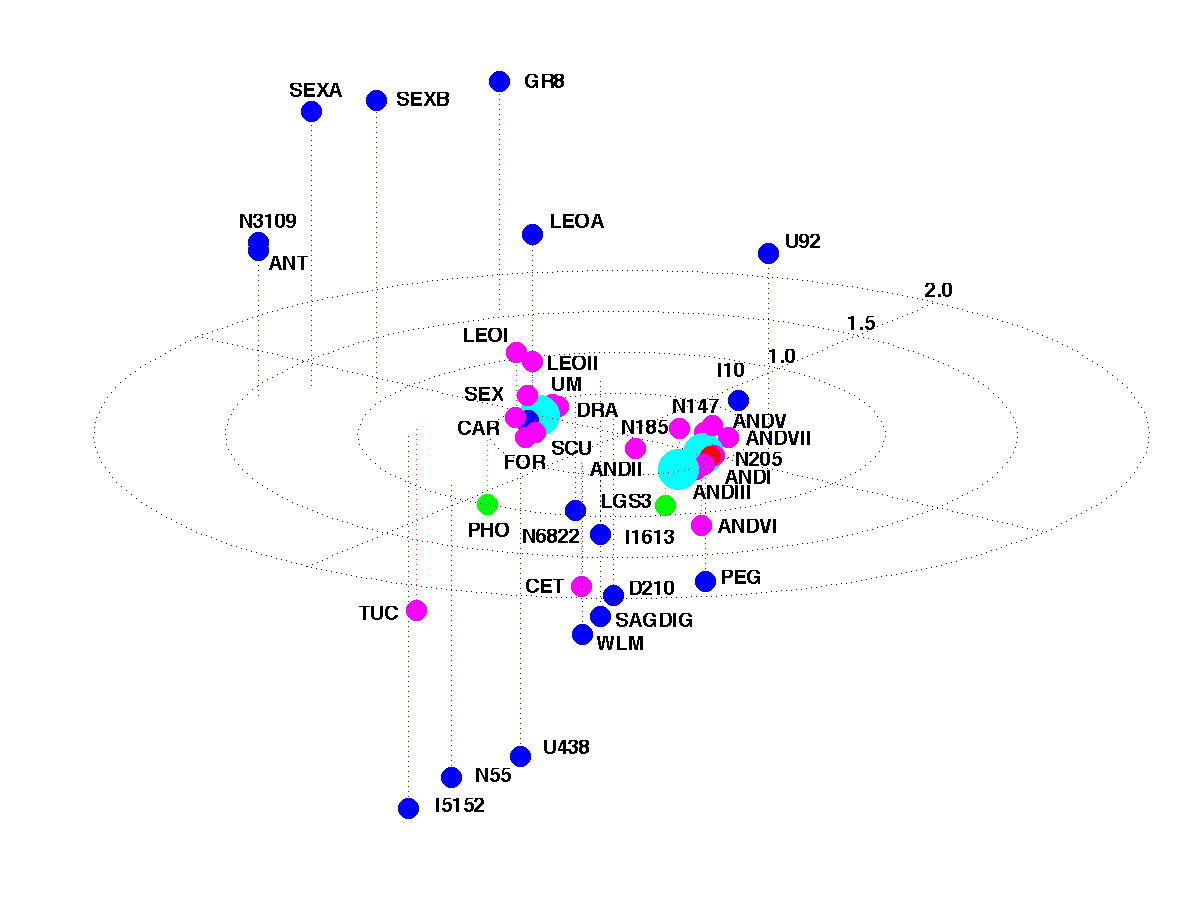 GR8
SEXA
SEXB
N3109
LEOA
U92
ANT
2.0
1.5
LEOI
1.0
LEOII
I10
UM
SEX
N147
DRA
ANDV
CAR
N185
ANDVII
SCU
N205
FOR
ANDII
ANDI
ANDIII
LGS3
ANDVI
PHO
N6822
I1613
PEG
CET
D210
TUC
SAGDIG
WLM
U438
N55
I5152